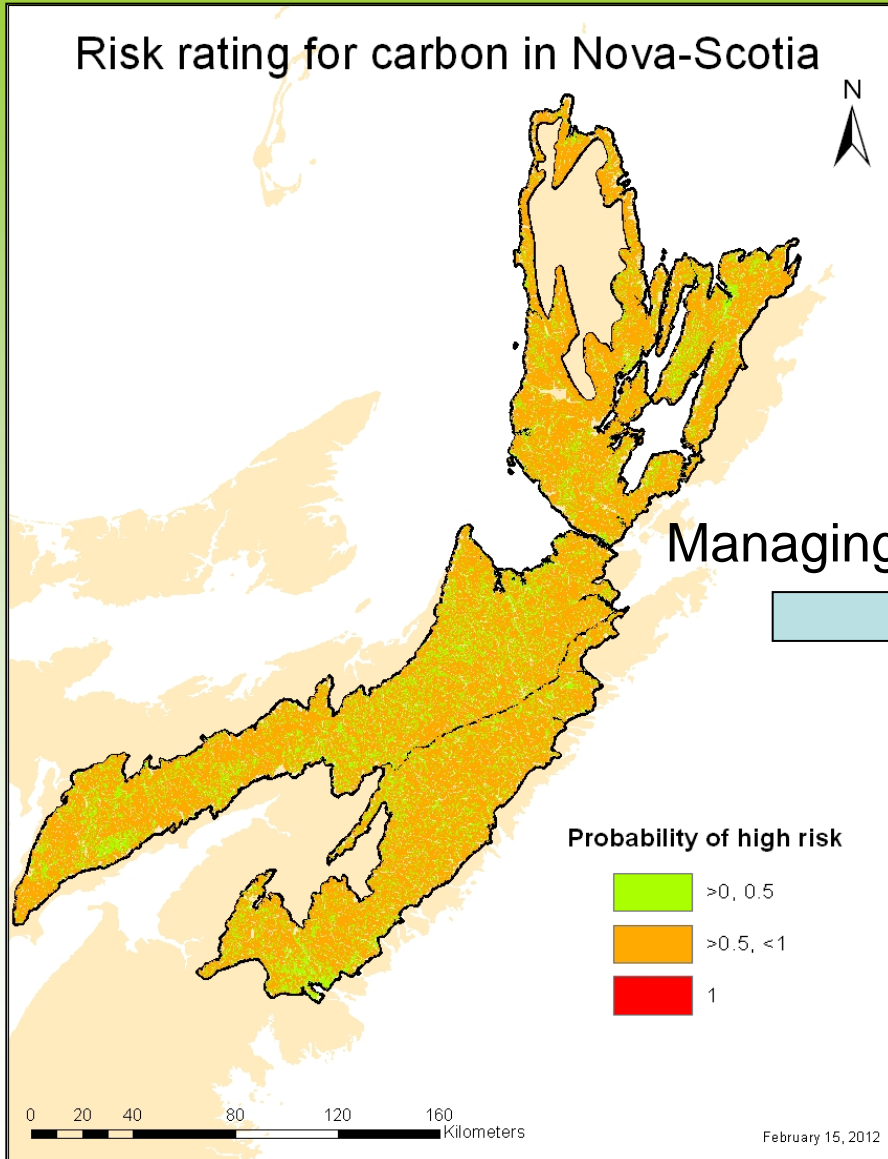 Risk rating for carbon in Nova-Scotia
N
Managing
Probability of high risk
>0, 0.5
>0.5, <1
1
0 20 40 80 120 160
Kilometers
February 15, 2012